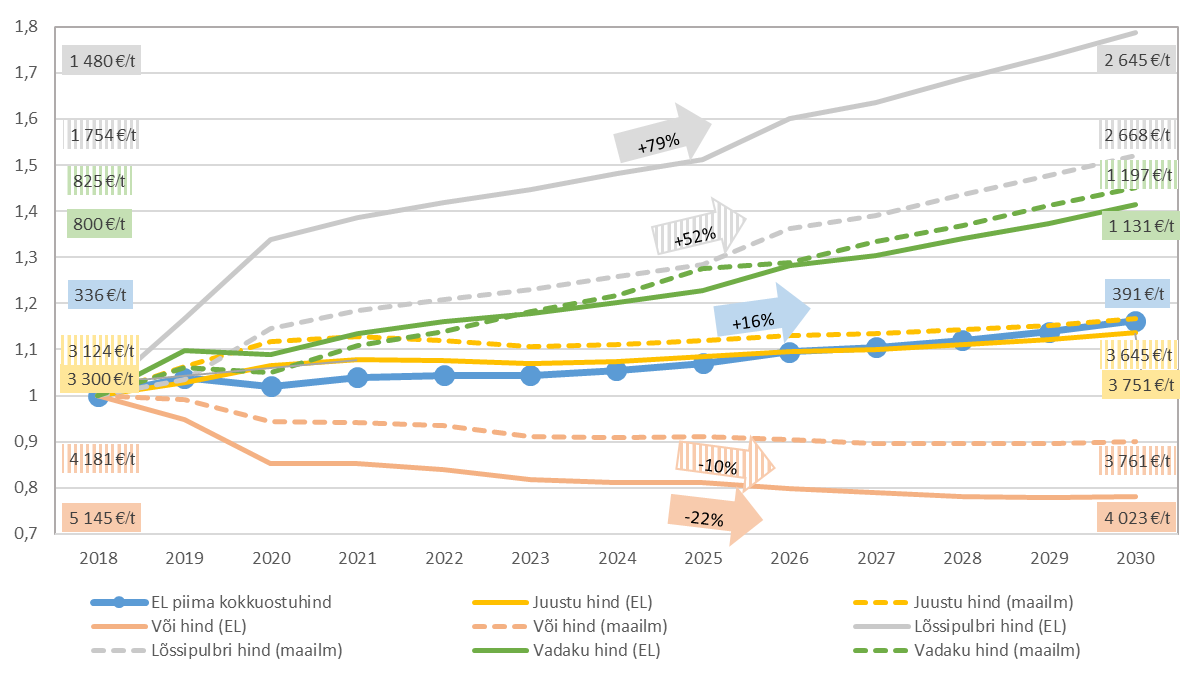 1,8
1,7
1,6
1,5
1,4
1,3
1,2
1,1
1
0,9
0,8
0,7
1 480 €/t
1 754 €/t
825 €/t
800 €/t
336 €/t
3 124 €/t
3 300 €/t
4 181 €/t
5 145 €/t
+79%
+52%
+16%
-10%
-22%
2 645 €/t
2 668 €/t
1 197 €/t
1 131 €/t
391 €/t
3 645 €/t
3 751 €/t
3 761 €/t
4 023 €/t
2018 2019 2020 2021 2022 2023 2024 2025 2026 2027 2028 2029 2030
EL piima kokkuostuhind Juustu hind (EL) Juustu hind (maailm)
Või hind (EL) Või hind (maailm) Lõssipulbri hind (EL)
Lõssipulbri hind (maailm) Vadaku hind (EL) Vadaku hind (maailm)